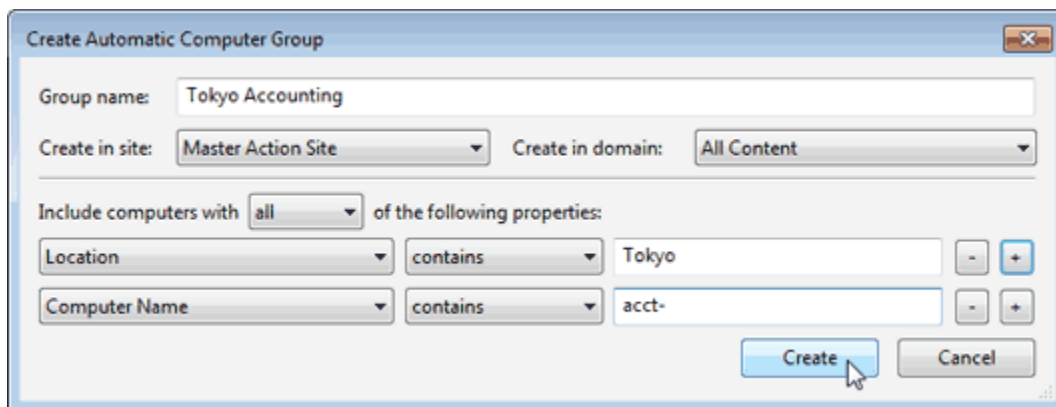 Create Automatic Computer Group
Group name: Tokyo Accounting
Create in site: Master Action Site Create in domain: All Content
Include computers with all of the following properties:
Location contains Tokyo - +
Computer Name contains acct- - +
Create Cancel